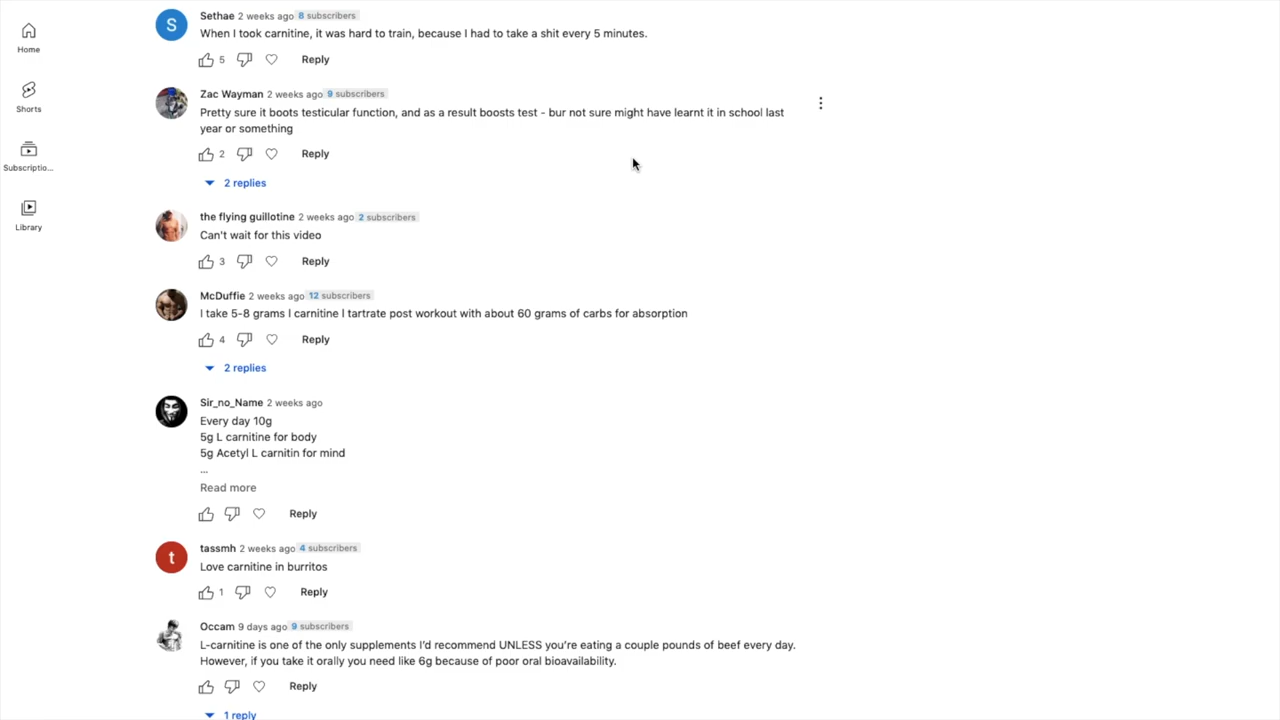 Home
Shorts
Subscriptio...
Library
S
Sethae 2 weeks ago 8 subscribers
When I took carnitine, it was hard to train, because I had to take a shit every 5 minutes.
5 Reply
Zac Wayman 2 weeks ago 9 subscribers
Pretty sure it boots testicular function, and as a result boosts test - bur not sure might have learnt it in school last
year or something
2 Reply
2 replies
the flying guillotine 2 weeks ago 2 subscribers
Can't wait for this video
3 Reply
McDuffie 2 weeks ago 12 subscribers
I take 5-8 grams l carnitine l tartrate post workout with about 60 grams of carbs for absorption
4 Reply
2 replies
Sir_no_Name 2 weeks ago
Every day 10g
5g L carnitine for body
5g Acetyl L carnitin for mind
...
Read more
Reply
t
tassmh 2 weeks ago 4 subscribers
Love carnitine in burritos
1 Reply
Occam 9 days ago 9 subscribers
L-carnitine is one of the only supplements I'd recommend UNLESS you're eating a couple pounds of beef every day.
However, if you take it orally you need like 6g because of poor oral bioavailability.
Reply
1 reply